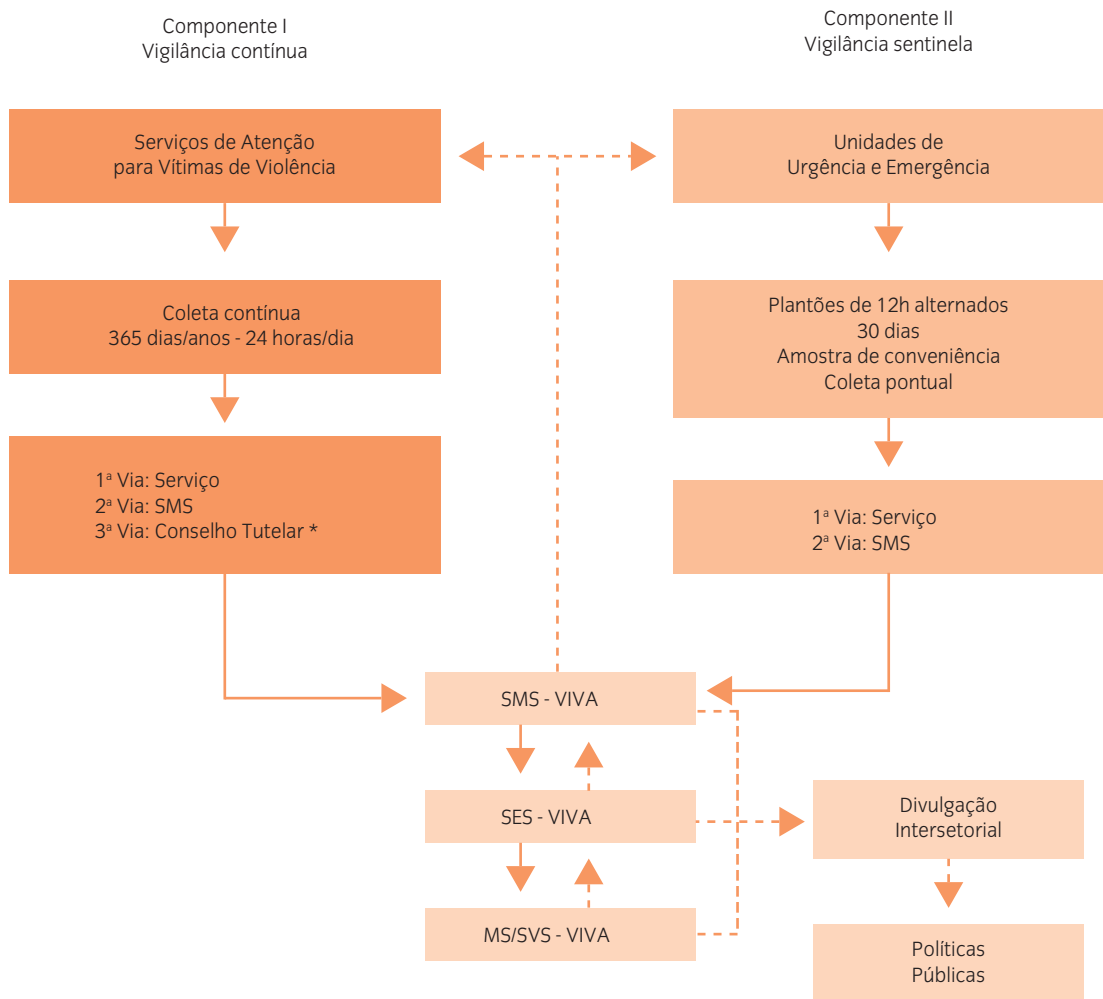 Componente I
Vigilância contínua
Componente II
Vigilância sentinela
Serviços de Atenção
para Vítimas de Violência
Unidades de
Urgência e Emergência
Coleta contínua
365 dias/anos - 24 horas/dia
Plantões de 12h alternados
30 dias
Amostra de conveniência
Coleta pontual
1ª Via: Serviço
2ª Via: SMS
3ª Via: Conselho Tutelar *
1ª Via: Serviço
2ª Via: SMS
SMS - VIVA
SES - VIVA
MS/SVS - VIVA
Divulgação
Intersetorial
Políticas
Públicas